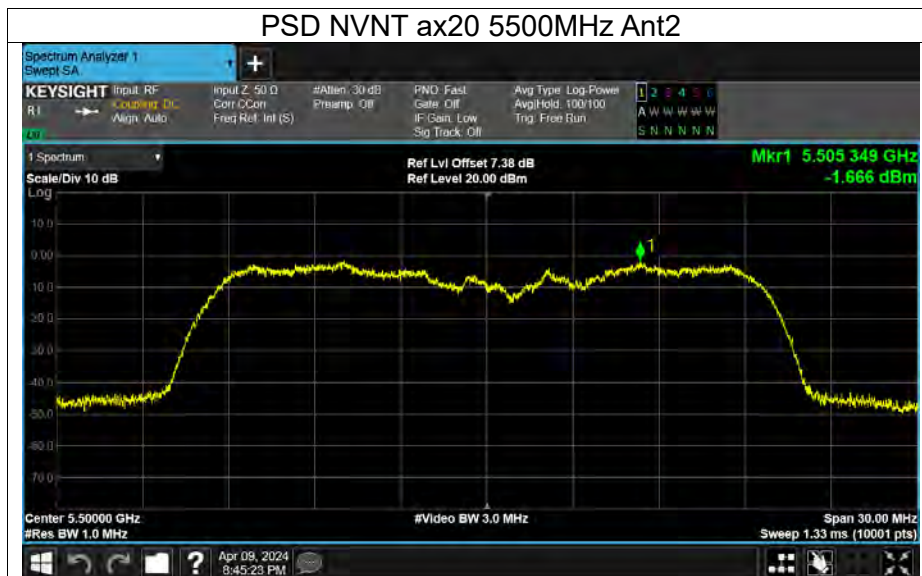 PSD NVNT ax20 5500MHz Ant2
Spectrum Analyzer 1
Swept SA
+
KEYSIGHT Input: RF Input Z: 50 Ω #Atten: 30 dB PNO: Fast Avg Type: Log-Power 1 2 3 4 5 6
Coupling: DC Corr CCorr Preamp: Off Gate: Off Avg|Hold: 100/100 A W W W W W
Align: Auto Freq Ref: Int (S) IF Gain: Low Trig: Free Run
Sig Track: Off S N N N N N
1 Spectrum Ref Lvl Offset 7.38 dB Mkr1 5.505 349 GHz
Scale/Div 10 dB Ref Level 20.00 dBm -1.666 dBm
Log
10.0
0.00
1
-10.0
-20.0
-30.0
-40.0
-50.0
-60.0
-70.0
Center 5.50000 GHz #Video BW 3.0 MHz Span 30.00 MHz
#Res BW 1.0 MHz Sweep 1.33 ms (10001 pts)
? Apr 09, 2024
8:45:23 PM